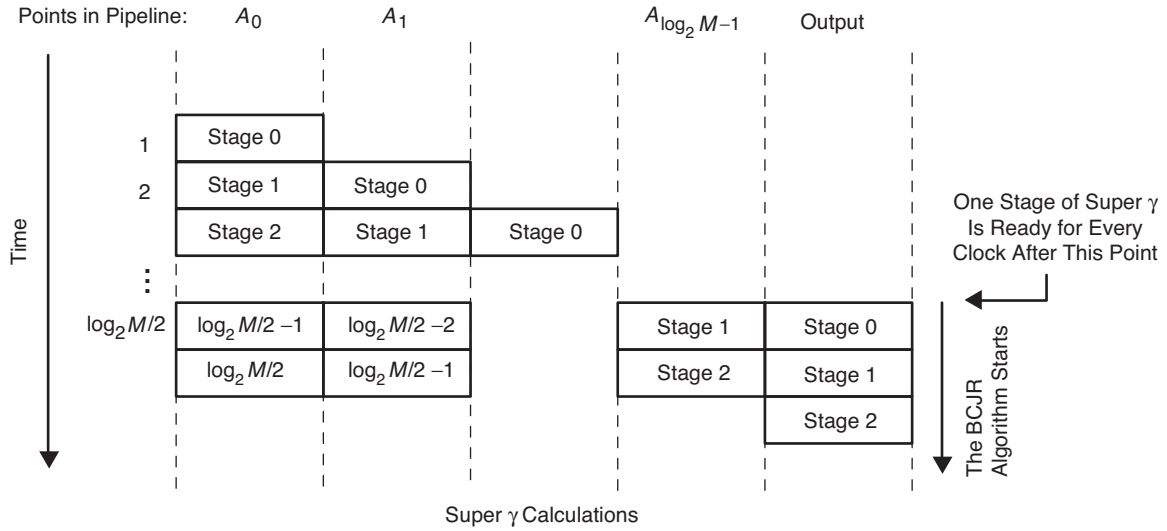 Points in Pipeline: A₀ A₁ A_log₂ M−1 Output
1 Stage 0
2 Stage 1 Stage 0
Stage 2 Stage 1 Stage 0
⋮
log₂ M/2 log₂ M/2 −1 log₂ M/2 −2 Stage 1 Stage 0
log₂ M/2 log₂ M/2 −1 Stage 2 Stage 1
Stage 2
Time
One Stage of Super γ
Is Ready for Every
Clock After This Point
The BCJR
Algorithm Starts
Super γ Calculations